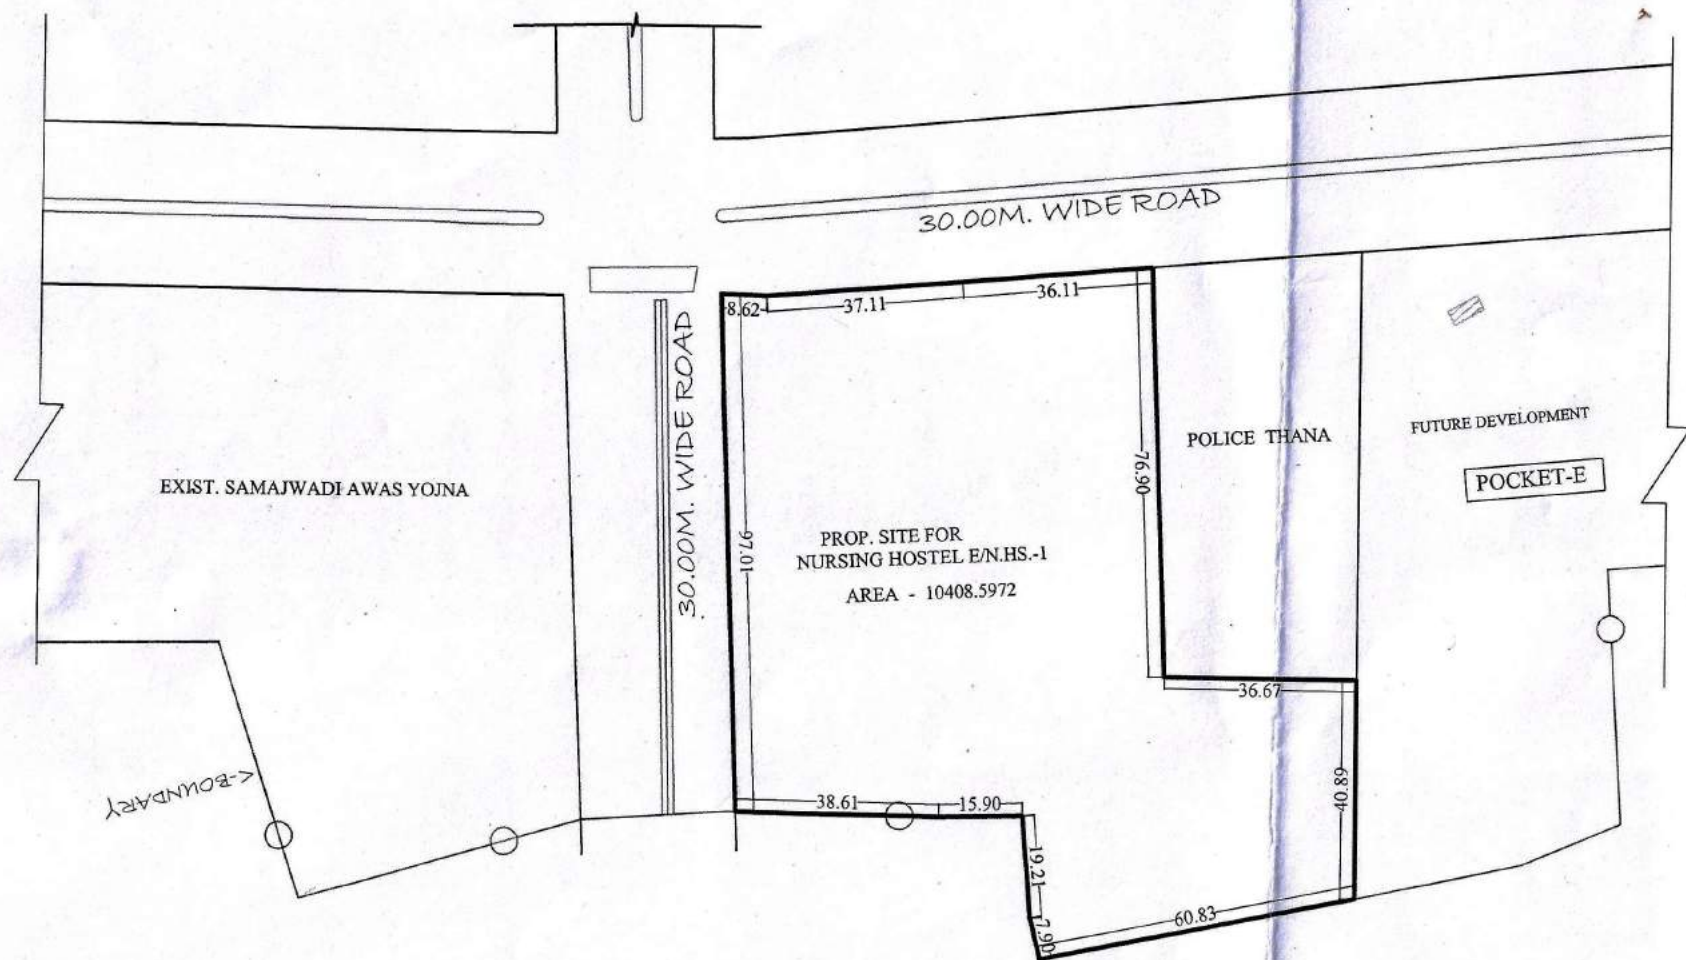 30.00M. WIDE ROAD
8.62
37.11
36.11
30.00M. WIDE ROAD
POLICE THANA
FUTURE DEVELOPMENT
POCKET-E
76.90
EXIST. SAMAJWADI AWAS YOJNA
97.01
PROP. SITE FOR
NURSING HOSTEL E/N.HS.-1
AREA - 10408.5972
36.67
<-BOUNDARY
38.61
15.90
40.89
19.21
7.90
60.83